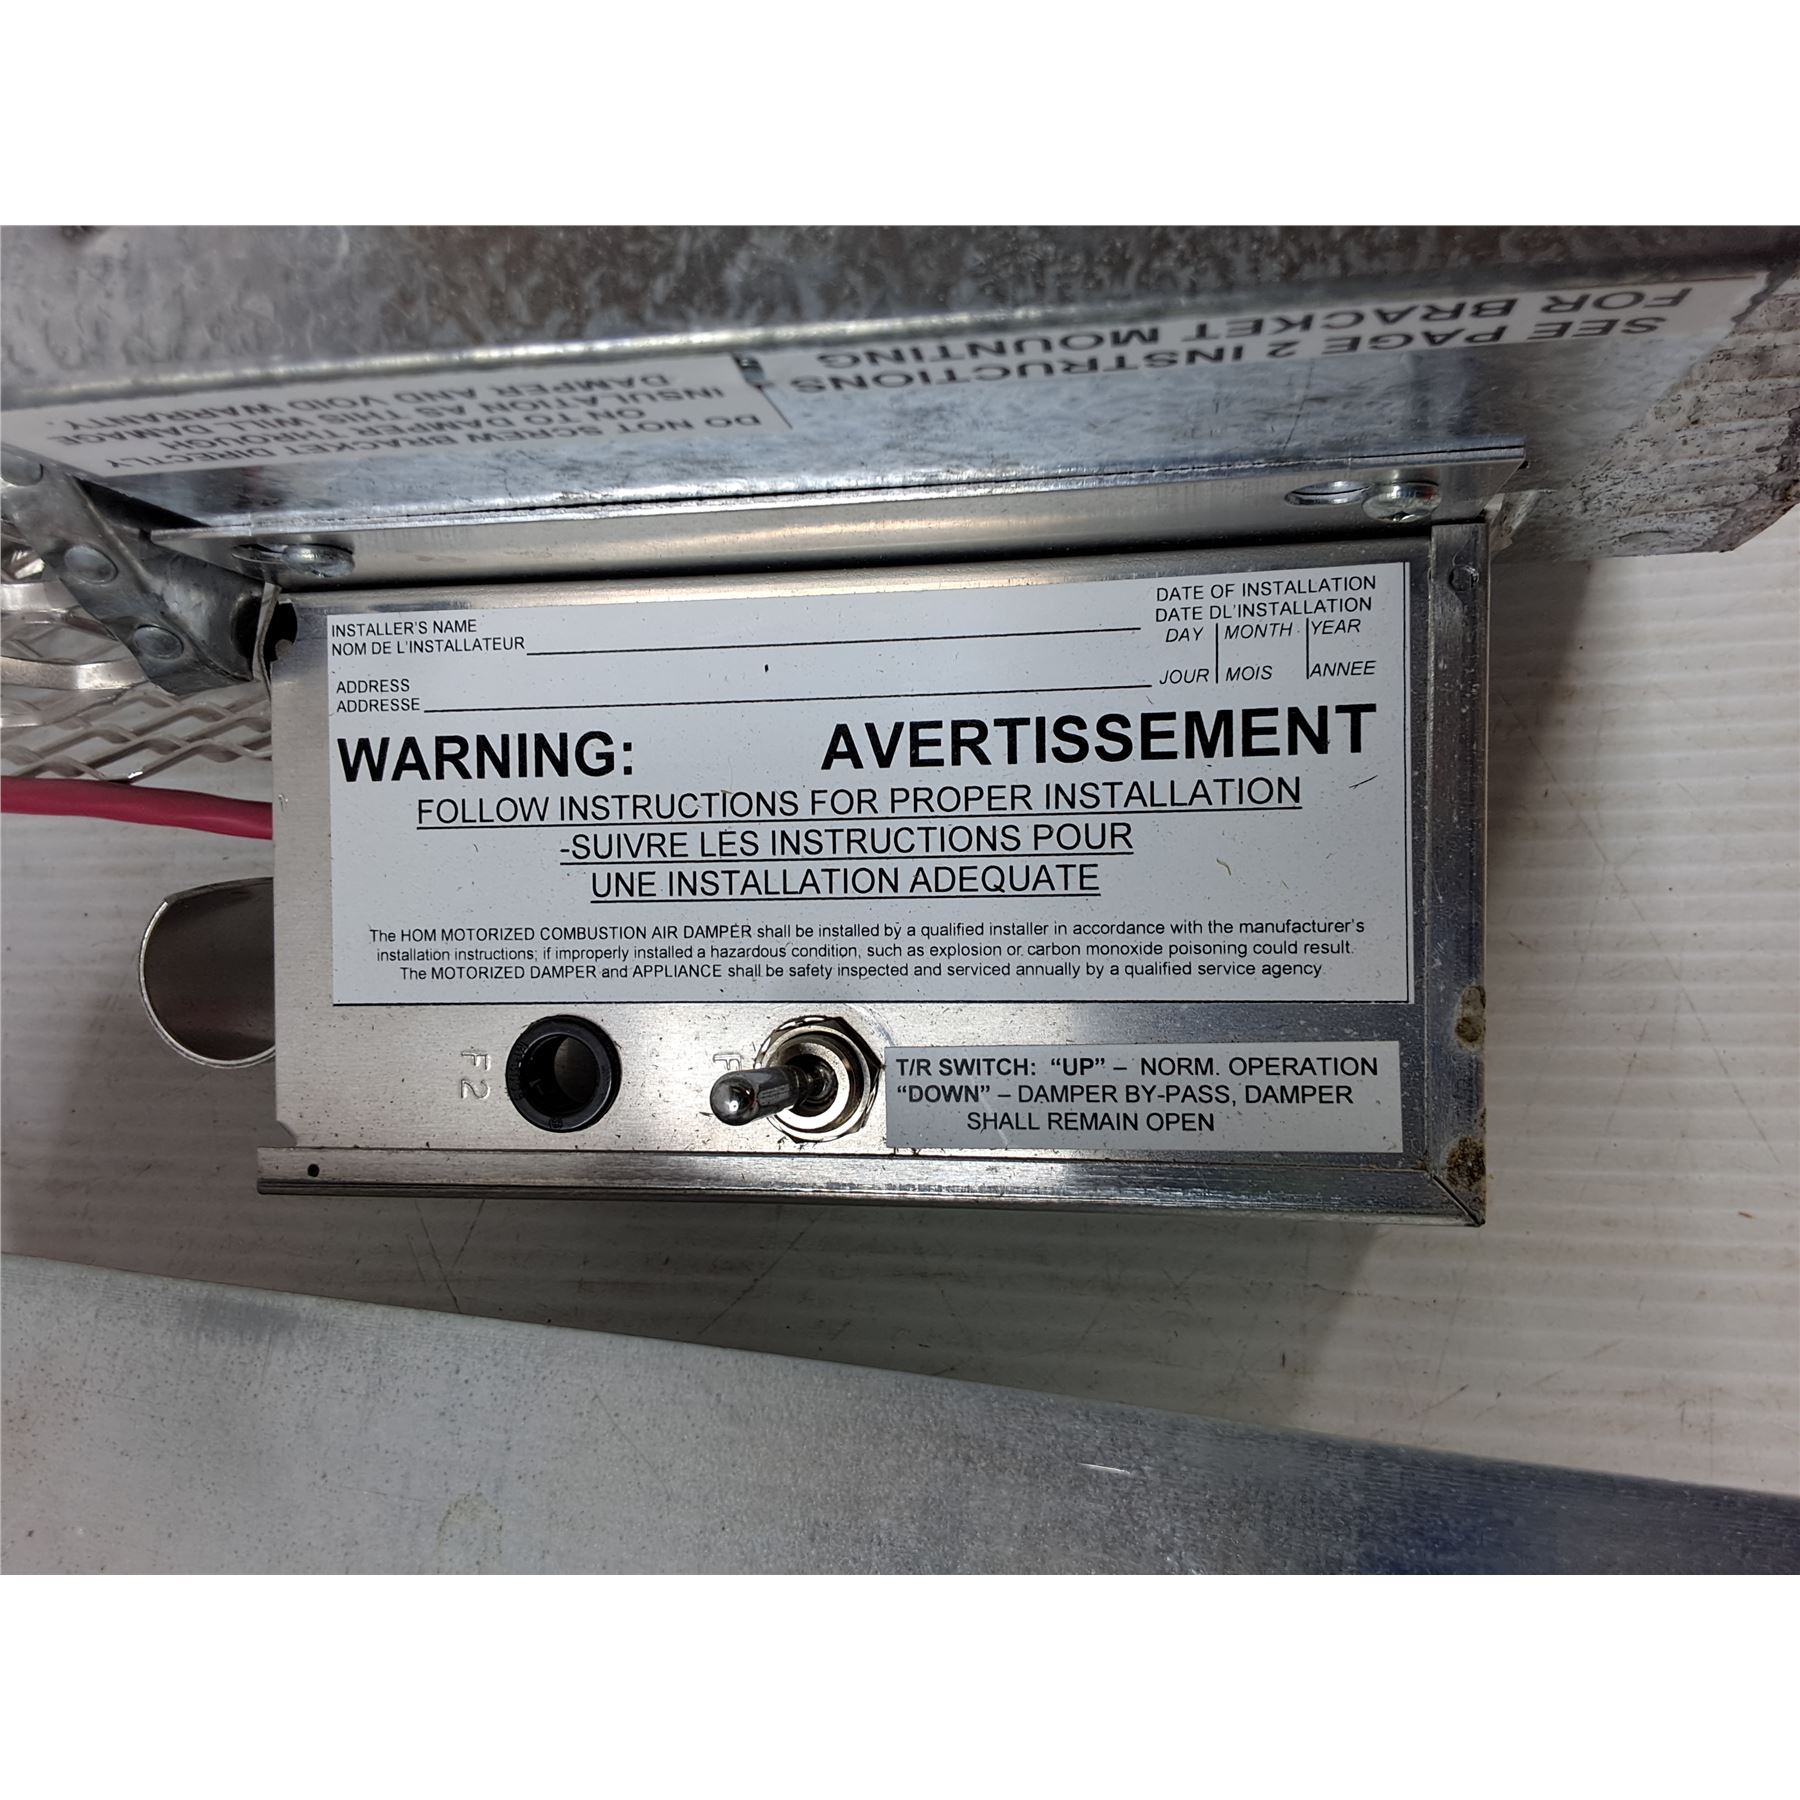 SEE PAGE 2 INSTRUCTIONS -
FOR BRACKET MOUNTING
DO NOT SCREW BRACKET DIRECTLY
ON TO DAMPER THROUGH
INSULATION AS THIS WILL DAMAGE
DAMPER AND VOID WARRANTY.
INSTALLER'S NAME
NOM DE L'INSTALLATEUR
DATE OF INSTALLATION
DATE DL'INSTALLATION
DAY MONTH YEAR
JOUR MOIS ANNEE
ADDRESS
ADDRESSE
WARNING: AVERTISSEMENT
FOLLOW INSTRUCTIONS FOR PROPER INSTALLATION
-SUIVRE LES INSTRUCTIONS POUR
UNE INSTALLATION ADEQUATE
The HOM MOTORIZED COMBUSTION AIR DAMPER shall be installed by a qualified installer in accordance with the manufacturer's
installation instructions; if improperly installed a hazardous condition, such as explosion or carbon monoxide poisoning could result.
The MOTORIZED DAMPER and APPLIANCE shall be safety inspected and serviced annually by a qualified service agency.
F2
F
T/R SWITCH: "UP" – NORM. OPERATION
"DOWN" – DAMPER BY-PASS, DAMPER
SHALL REMAIN OPEN